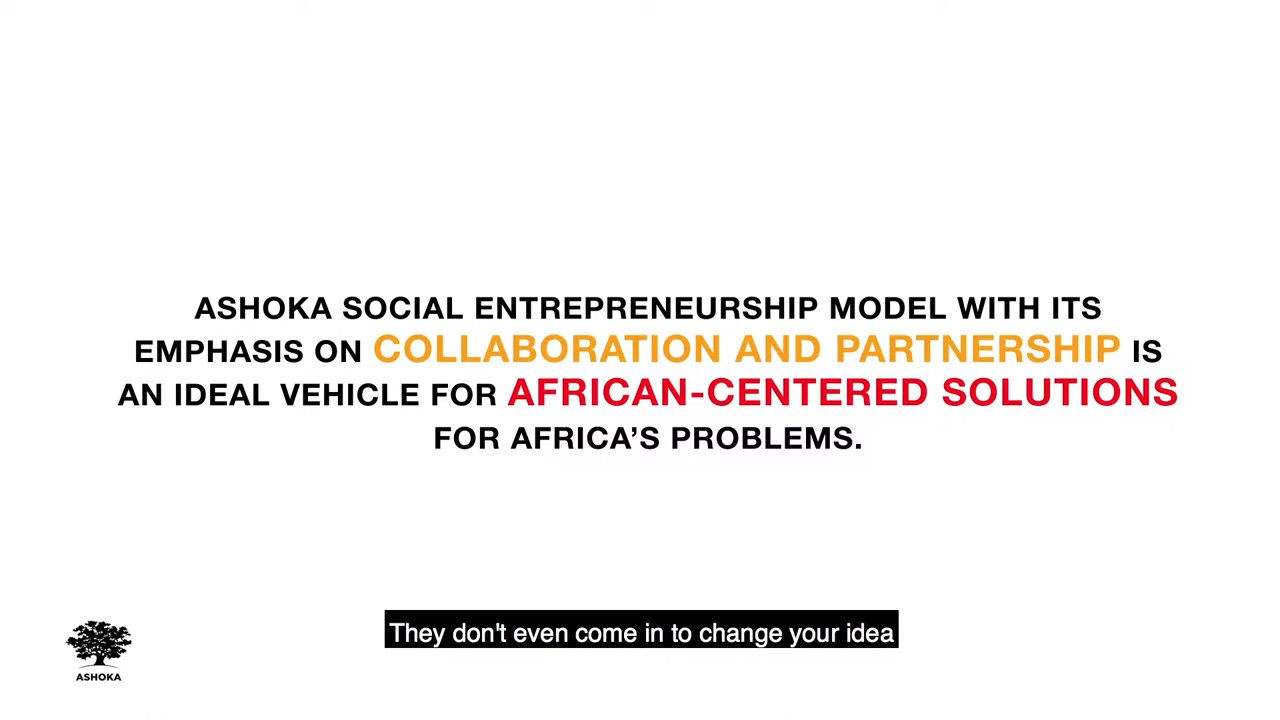 ASHOKA SOCIAL ENTREPRENEURSHIP MODEL WITH ITS
EMPHASIS ON COLLABORATION AND PARTNERSHIP IS
AN IDEAL VEHICLE FOR AFRICAN-CENTERED SOLUTIONS
FOR AFRICA’S PROBLEMS.
They don't even come in to change your idea
ASHOKA